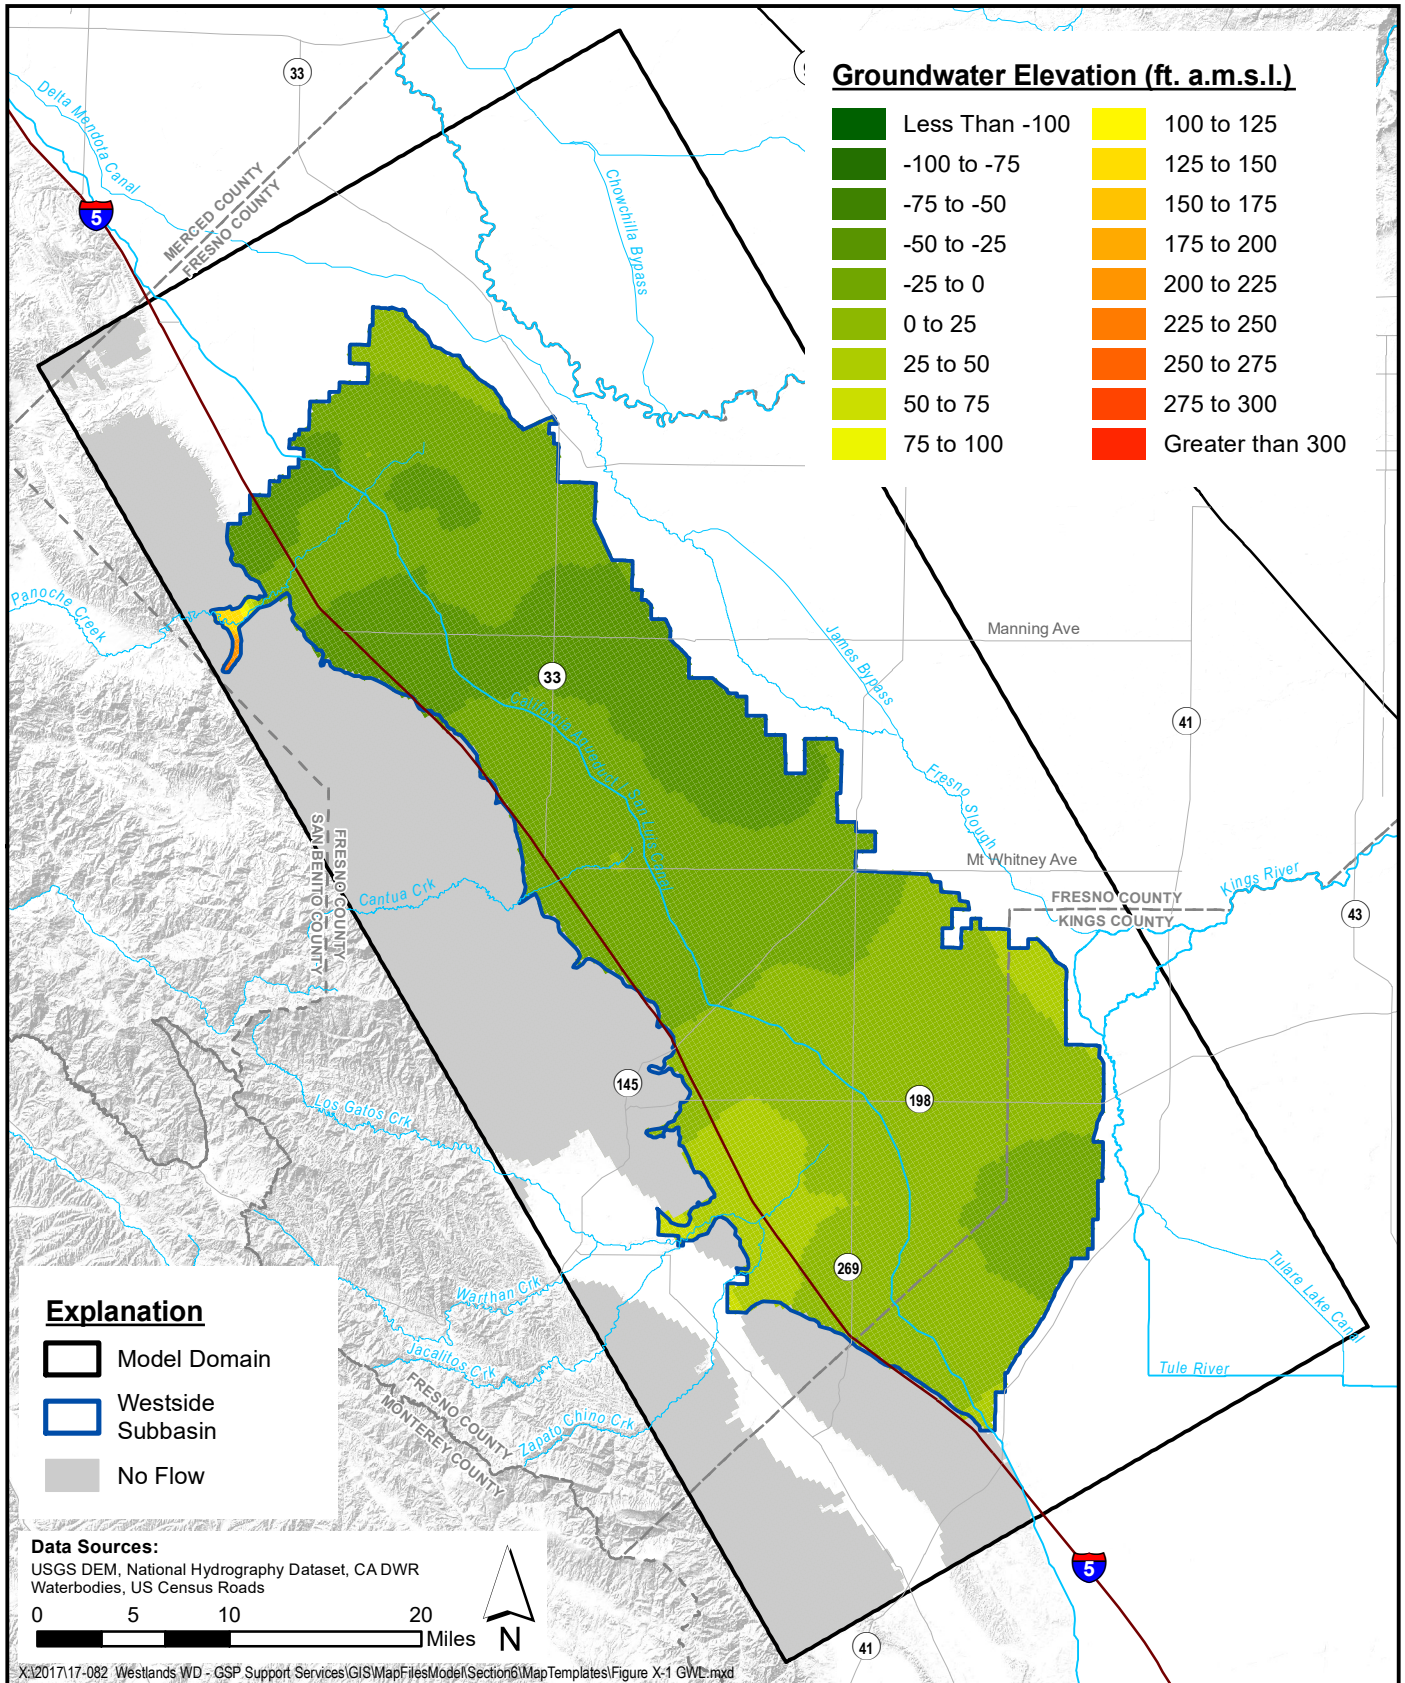 Groundwater Elevation (ft. a.m.s.l.)
Less Than -100
-100 to -75
-75 to -50
-50 to -25
-25 to 0
0 to 25
25 to 50
50 to 75
75 to 100
100 to 125
125 to 150
150 to 175
175 to 200
200 to 225
225 to 250
250 to 275
275 to 300
Greater than 300
33
Delta Mendota Canal
5
MERCED COUNTY
FRESNO COUNTY
Chowchilla Bypass
Panoche Creek
Manning Ave
James Bypass
33
41
California Aqueduct / San Luis Canal
Fresno Slough
SAN BENITO COUNTY
FRESNO COUNTY
Mt Whitney Ave
Cantua Crk
Kings River
FRESNO COUNTY
KINGS COUNTY
43
145
198
Los Gatos Crk
269
Warthan Crk
Jacalitos Crk
Tulare Lake Canal
Tule River
FRESNO COUNTY
MONTEREY COUNTY
Zapato Chino Crk
5
41
Explanation
Model Domain
Westside
Subbasin
No Flow
Data Sources:
USGS DEM, National Hydrography Dataset, CA DWR
Waterbodies, US Census Roads
0 5 10 20
Miles
N
X:\2017\17-082 Westlands WD - GSP Support Services\GIS\MapFilesModel\Section6\MapTemplates\Figure X-1 GWL.mxd